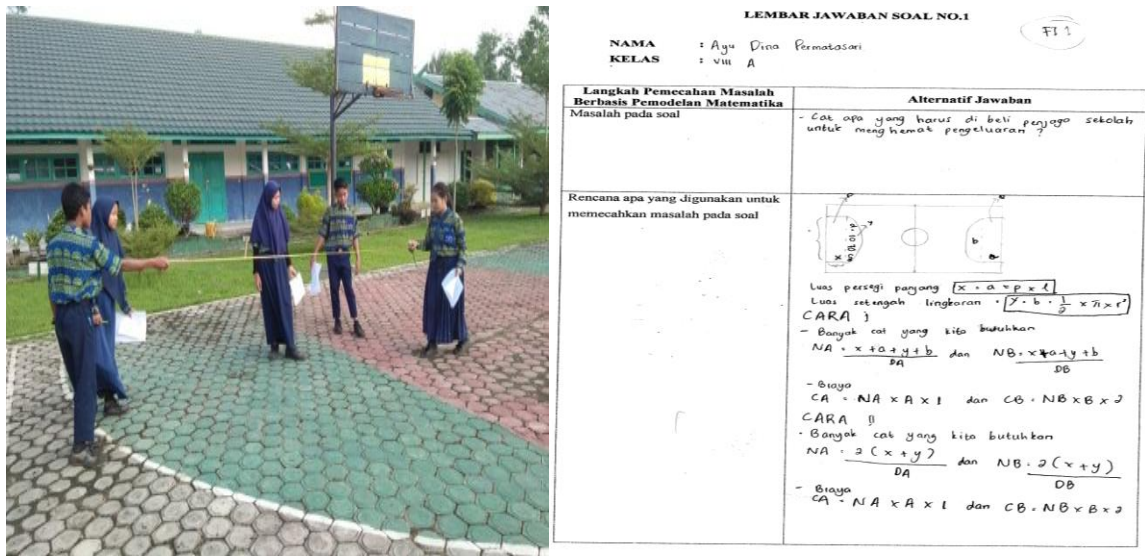 LEMBAR JAWABAN SOAL NO.1
NAMA : Ayu Dina Permatasari
KELAS : VIII A
Langkah Pemecahan Masalah
Berbasis Pemodelan Matematika
Alternatif Jawaban
Masalah pada soal
- Cat apa yang harus di beli penjaga sekolah
untuk menghemat pengeluaran ?
Rencana apa yang digunakan untuk
memecahkan masalah pada soal
Luas persegi panjang x = a = p x l
Luas setengah lingkaran = y = b = 1/2 x π x r²
CARA I
- Banyak cat yang kita butuhkan
NA = x + a + y + b / DA dan NB = x + a + y + b / DB
- Biaya
CA = NA x A x 1 dan CB = NB x B x 2
CARA II
- Banyak cat yang kita butuhkan
NA = 2 (x + y) / DA dan NB = 2 (x + y) / DB
- Biaya
CA = NA x A x 1 dan CB = NB x B x 2